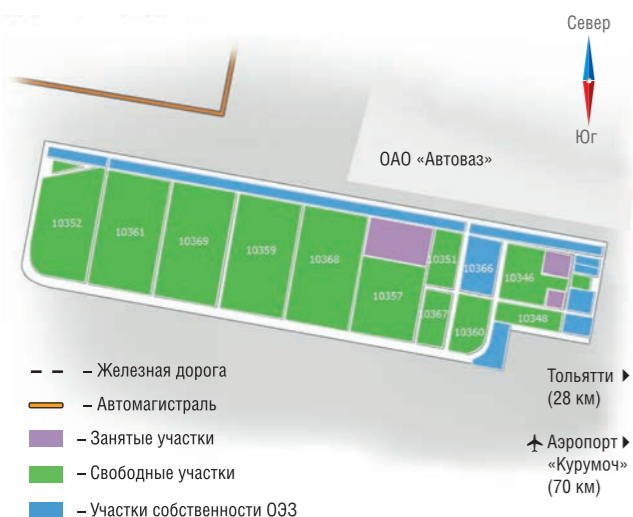 Север
Юг
ОАО «Автоваз»
10352
10361
10369
10359
10368
10357
10351
10366
10346
10367
10360
10348
– Железная дорога
– Автомагистраль
– Занятые участки
– Свободные участки
– Участки собственности ОЭЗ
Тольятти
(28 км)
Аэропорт
«Курумоч»
(70 км)